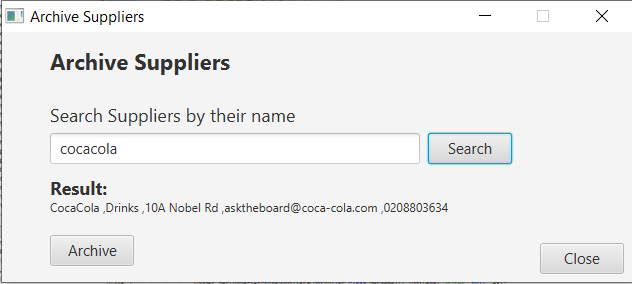 Archive Suppliers
Archive Suppliers
Search Suppliers by their name
cocacola
Search
Result:
CocaCola ,Drinks ,10A Nobel Rd ,asktheboard@coca-cola.com ,0208803634
Archive
Close